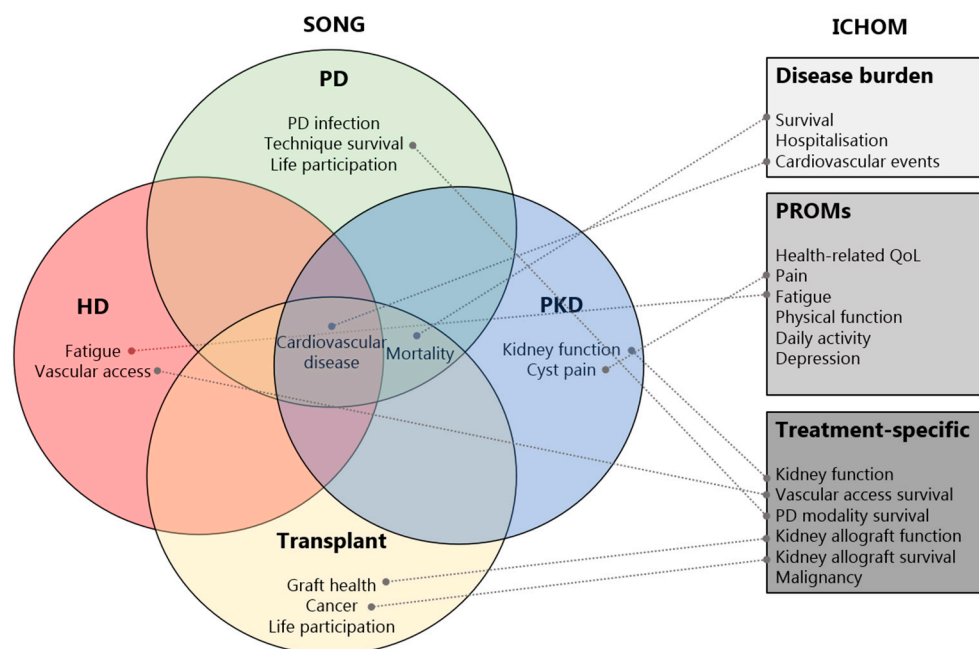 SONG
PD
PD infection
Technique survival
Life participation
HD
Fatigue
Vascular access
Cardiovascular
disease
Mortality
PKD
Kidney function
Cyst pain
Transplant
Graft health
Cancer
Life participation
ICHOM
Disease burden
Survival
Hospitalisation
Cardiovascular events
PROMs
Health-related QoL
Pain
Fatigue
Physical function
Daily activity
Depression
Treatment-specific
Kidney function
Vascular access survival
PD modality survival
Kidney allograft function
Kidney allograft survival
Malignancy